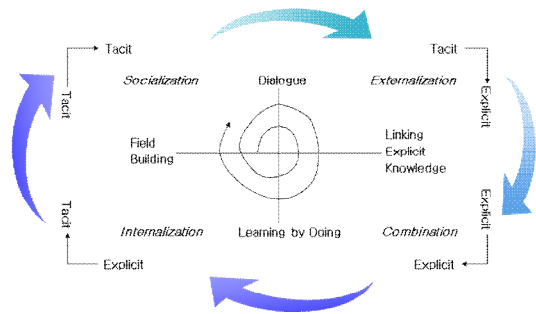 Tacit
Tacit
Tacit
Explicit
Socialization
Dialogue
Externalization
Field
Building
Linking
Explicit
Knowledge
Tacit
Explicit
Internalization
Learning by Doing
Combination
Explicit
Explicit